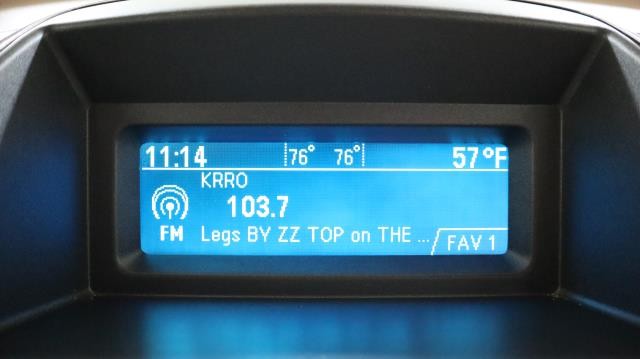 11:14 76° 76° 57°F
KRRO
103.7
FM Legs BY ZZ TOP on THE ... FAV 1